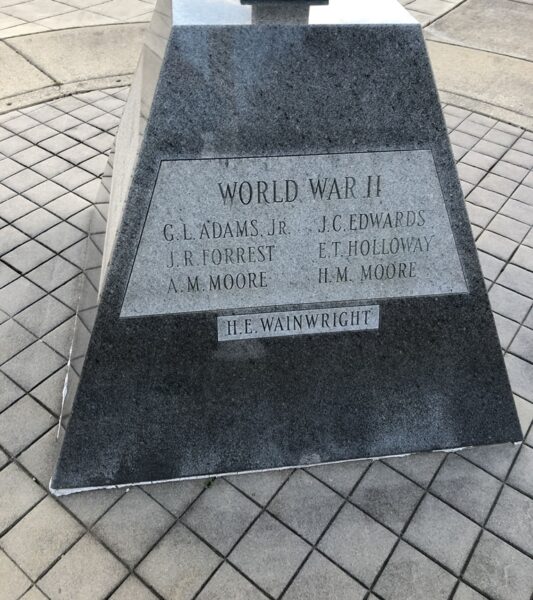 WORLD WAR II
G. L. ADAMS, JR. J. C. EDWARDS
J. R. FORREST E. T. HOLLOWAY
A. M. MOORE H. M. MOORE
H. E. WAINWRIGHT